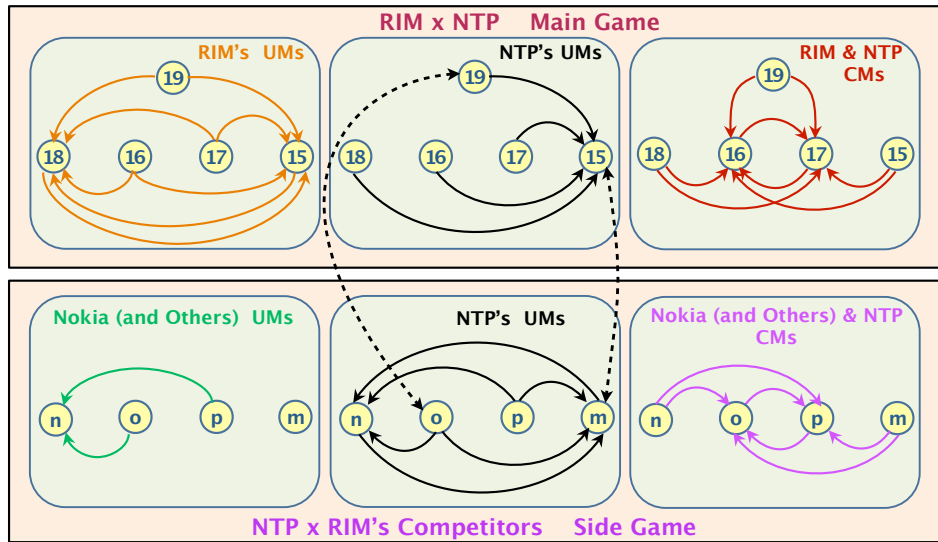 RIM x NTP Main Game
RIM's UMs
19
18 16 17 15
NTP's UMs
19
18 16 17 15
RIM & NTP
CMs
19
18 16 17 15
Nokia (and Others) UMs
n o p m
NTP's UMs
n o p m
Nokia (and Others) & NTP
CMs
n o p m
NTP x RIM's Competitors Side Game